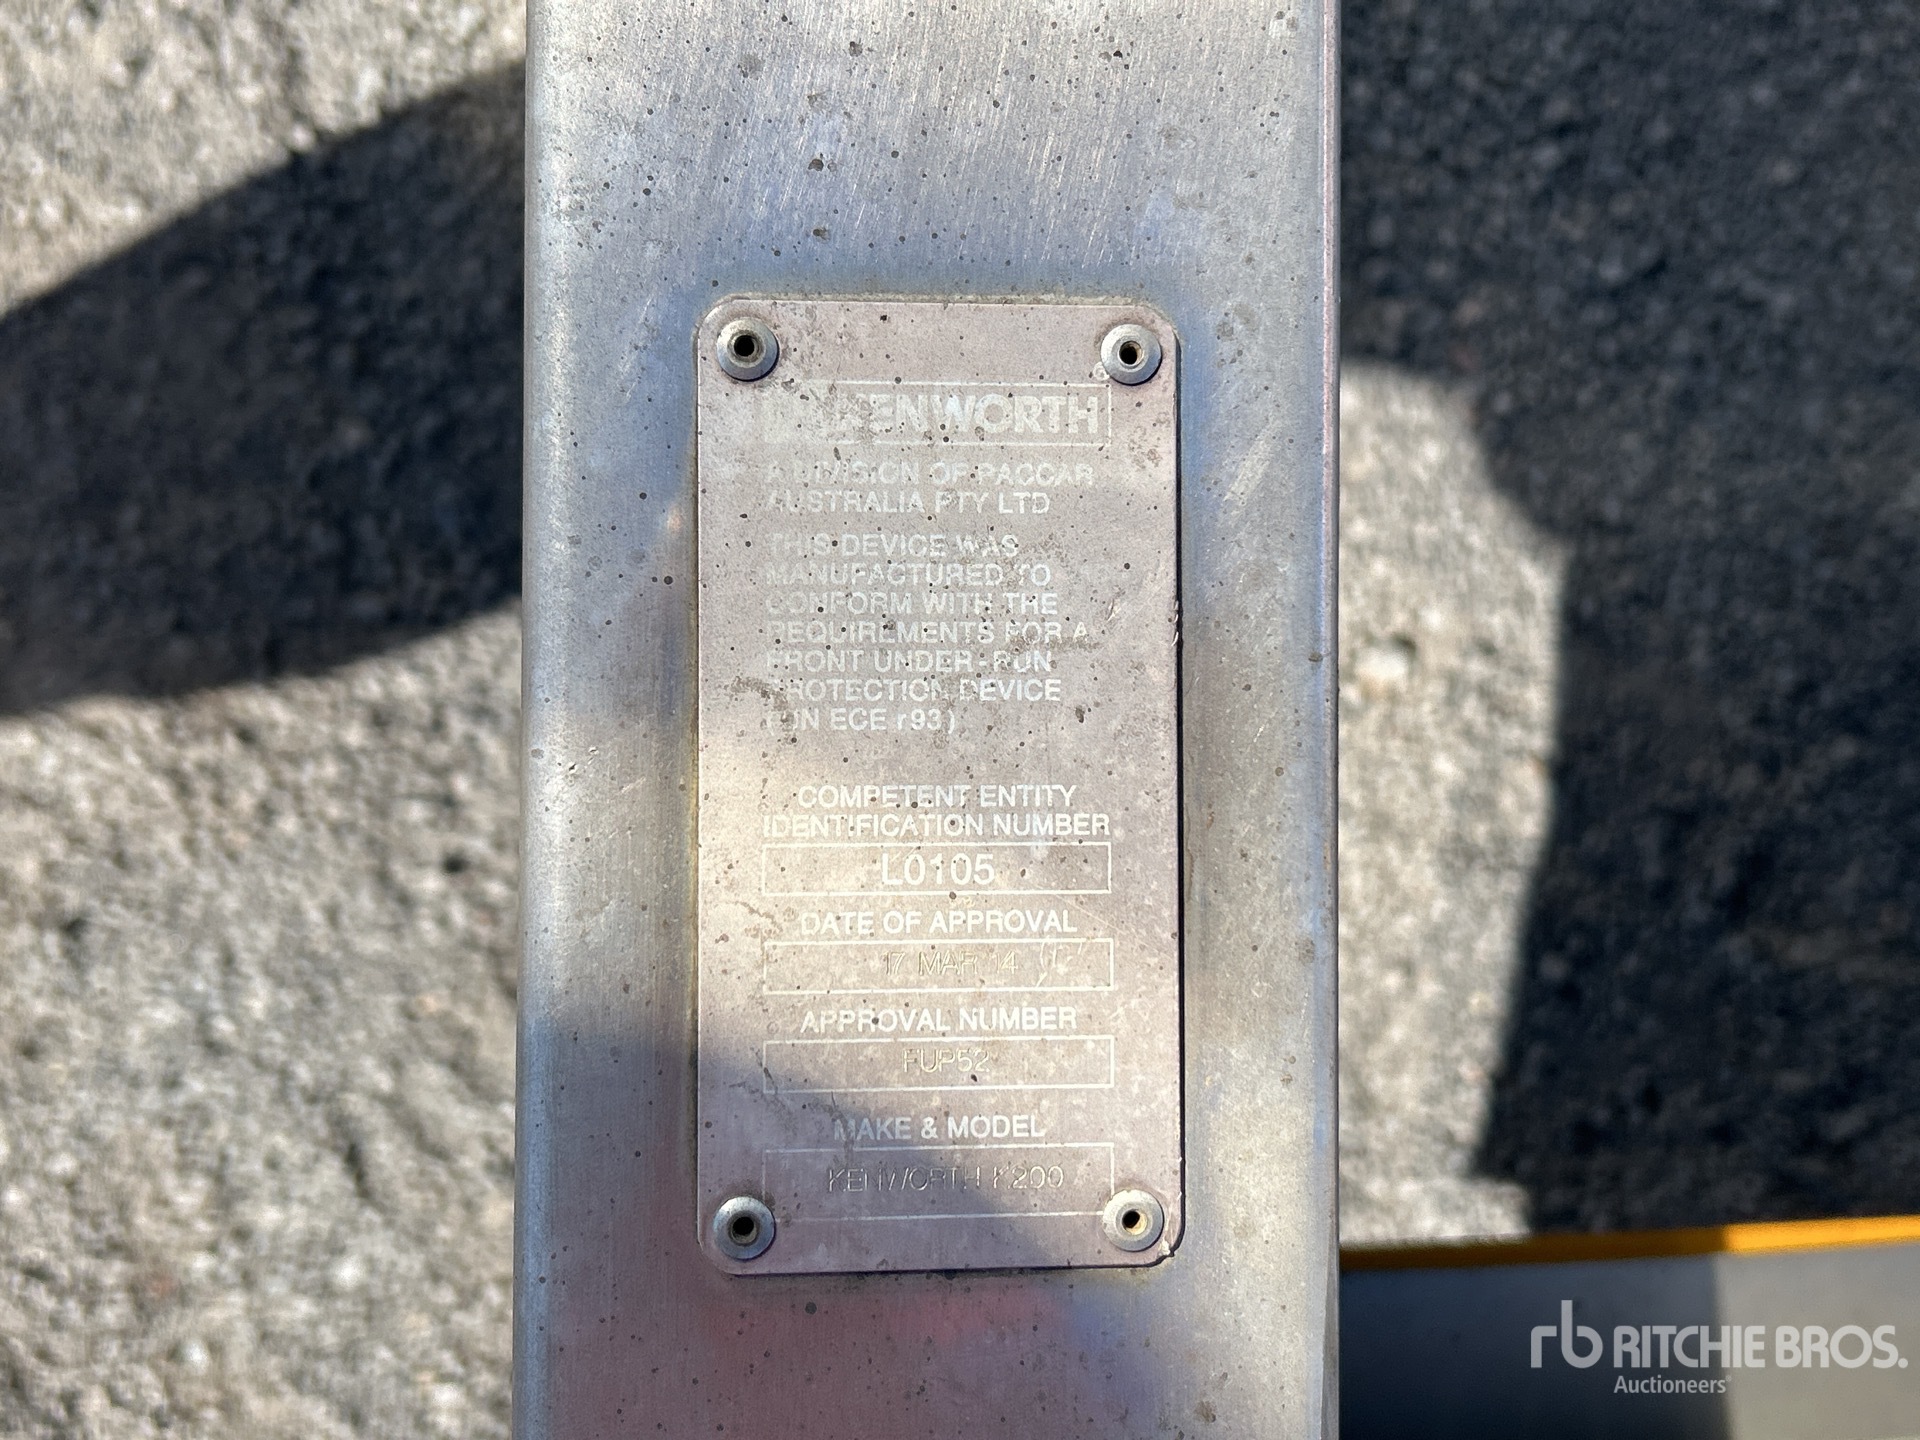 KENWORTH ®
A DIVISION OF PACCAR
AUSTRALIA PTY LTD
THIS DEVICE WAS
MANUFACTURED TO
CONFORM WITH THE
REQUIREMENTS FOR A
FRONT UNDER-RUN
PROTECTION DEVICE
(UN ECE r93)
COMPETENT ENTITY
IDENTIFICATION NUMBER
L0105
DATE OF APPROVAL
17 MAR 14
APPROVAL NUMBER
FUP52
MAKE & MODEL
KENWORTH K200
rb RITCHIE BROS.
Auctioneers